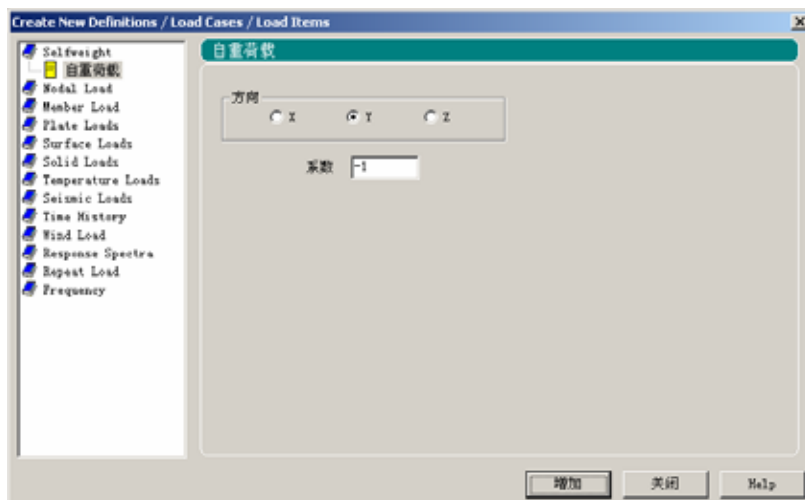 Create New Definitions / Load Cases / Load Items
Selfweight
自重荷载
Nodal Load
Member Load
Plate Loads
Surface Loads
Solid Loads
Temperature Loads
Seismic Loads
Time History
Wind Load
Response Spectra
Repeat Load
Frequency
自重荷载
方向
X Y Z
系数 -1
增加 关闭 Help